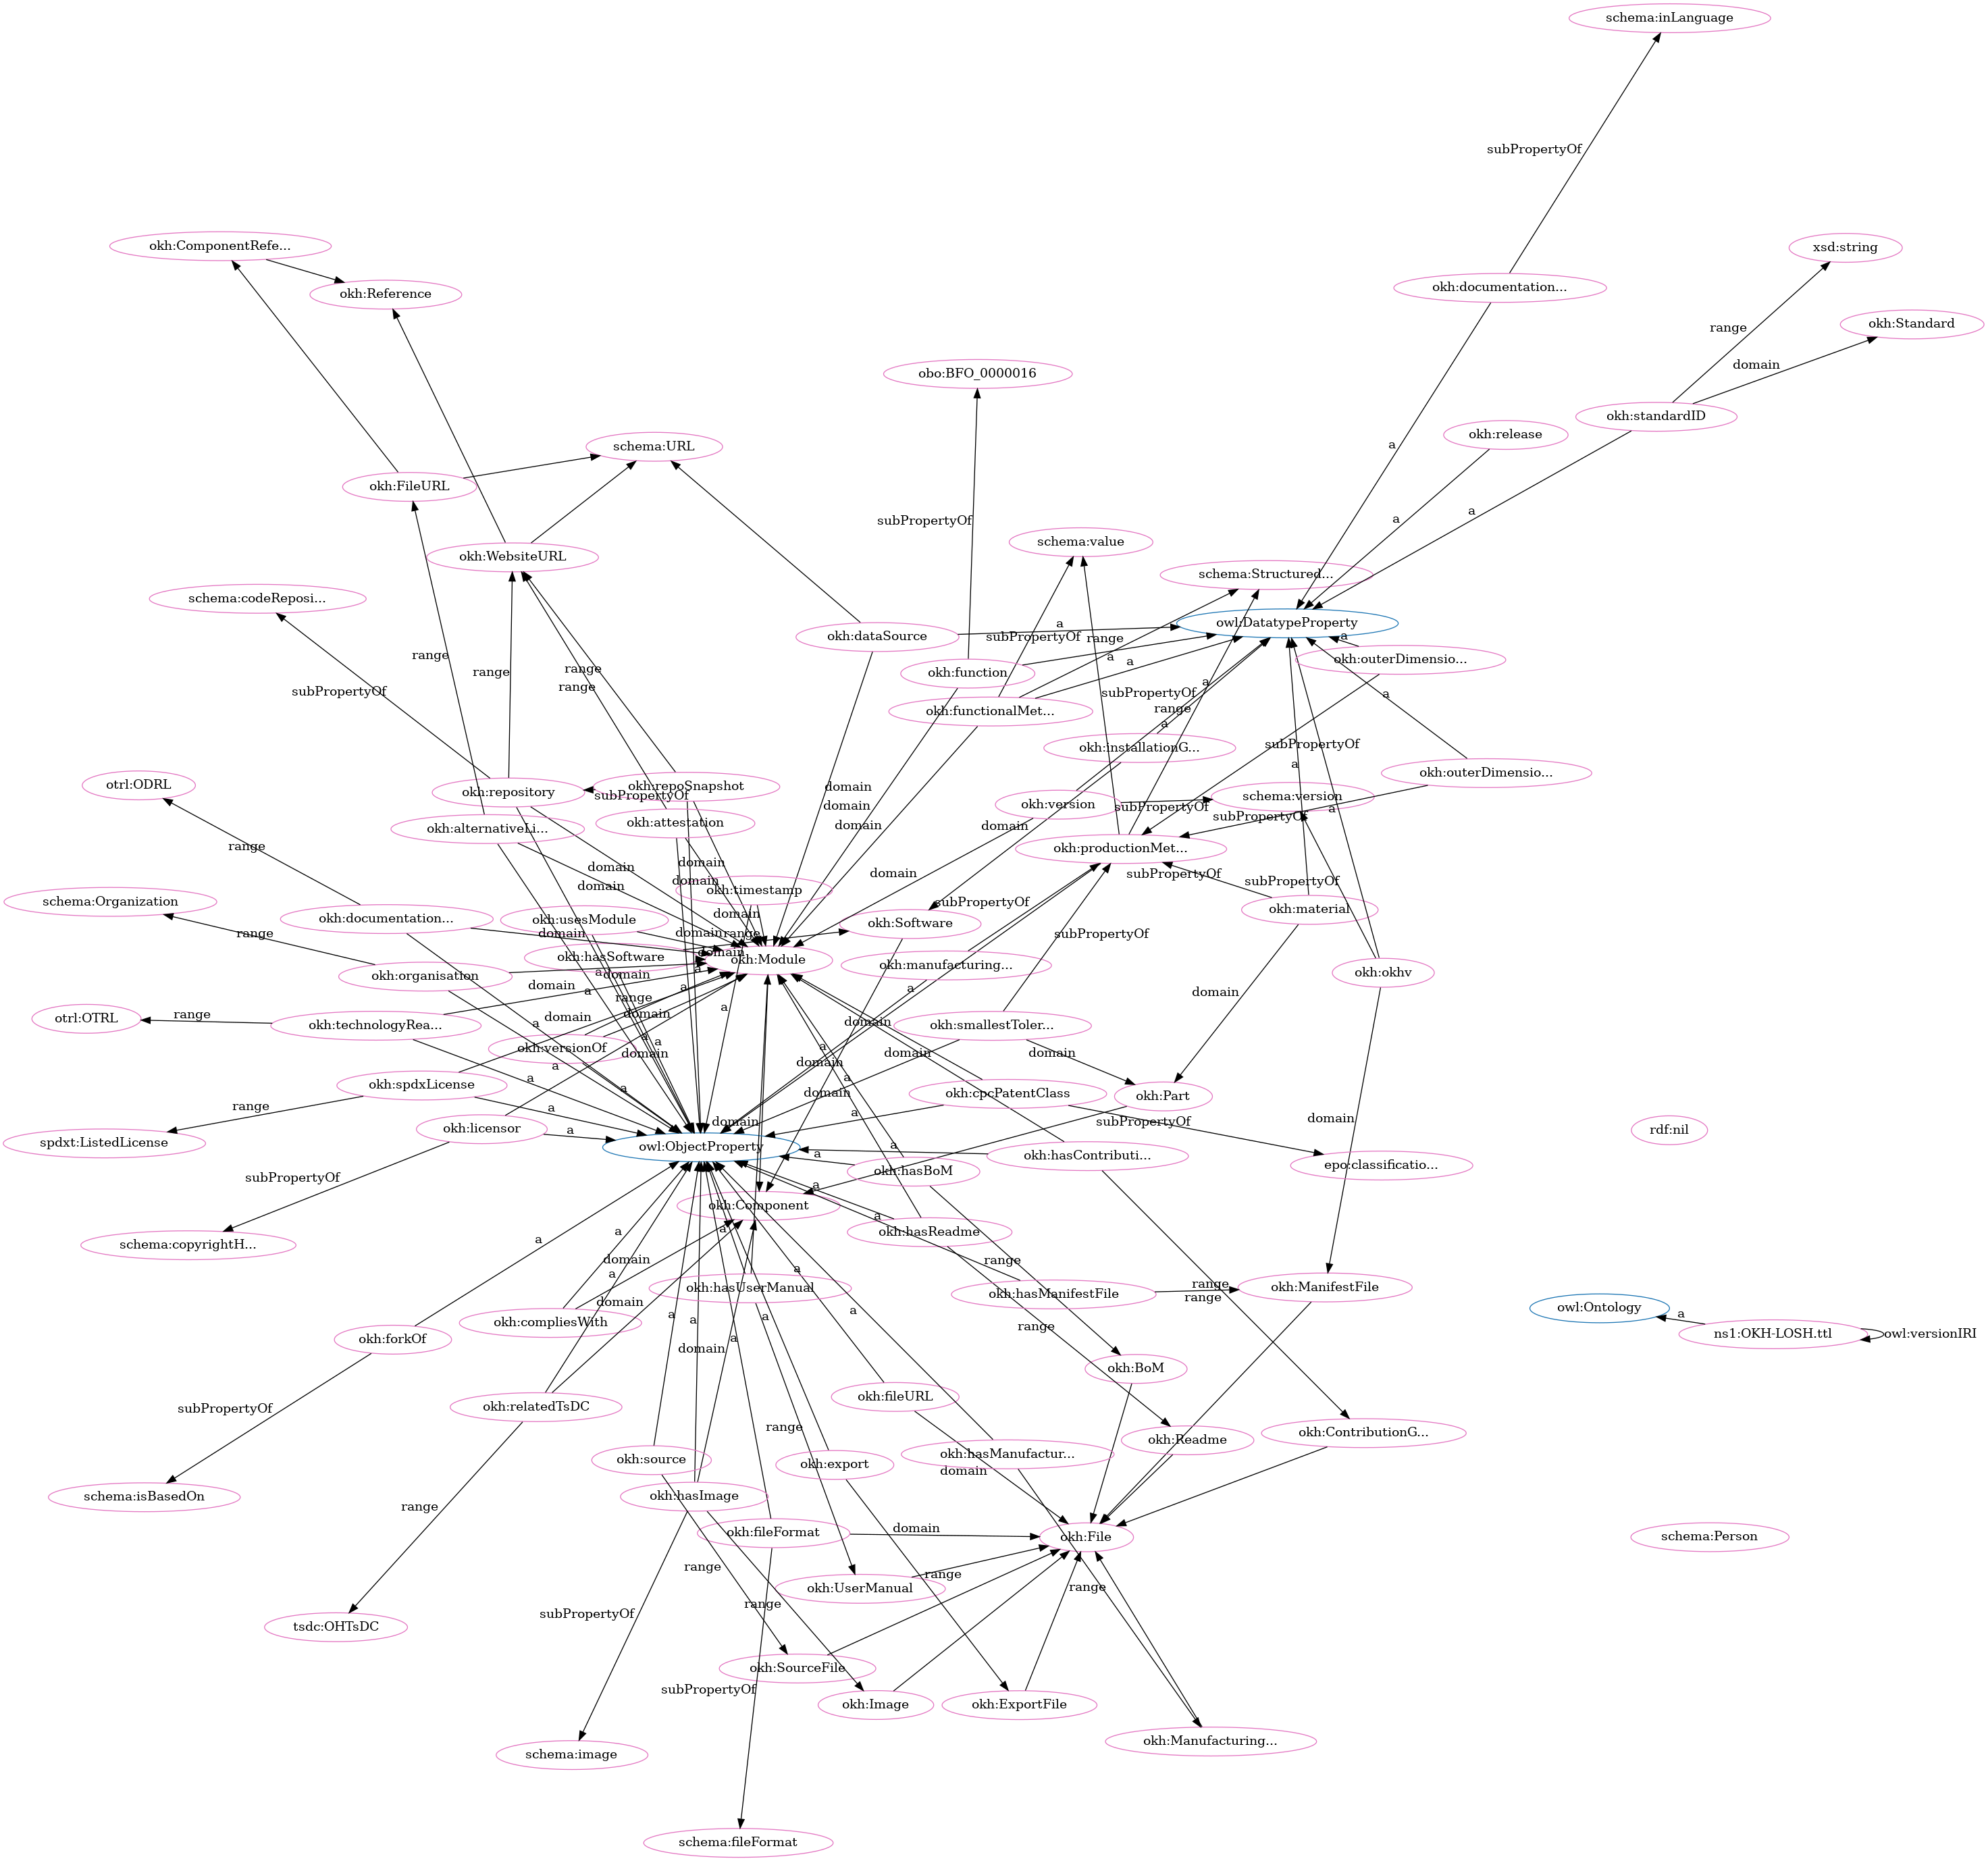 schema:inLanguage
subPropertyOf
okh:ComponentRefe...
xsd:string
okh:Reference
okh:documentation...
okh:Standard
range
domain
obo:BFO_0000016
okh:standardID
okh:release
schema:URL
a
okh:FileURL
a
a
subPropertyOf
schema:value
okh:WebsiteURL
schema:Structured...
schema:codeReposi...
owl:DatatypeProperty
okh:dataSource
a
subPropertyOf
range
a
range
range
range
range
a
a
okh:outerDimensio...
okh:function
subPropertyOf
subPropertyOf
a
a
okh:functionalMet...
range
a
subPropertyOf
okh:installationG...
okh:outerDimensio...
otrl:ODRL
okh:repository
okh:repoSnapshot
subPropertyOf
domain
domain
domain
okh:version
schema:version
subPropertyOf
a
subPropertyOf
okh:attestation
okh:alternativeLi...
domain
range
okh:productionMet...
domain
domain
domain
domain
domain
subPropertyOf
subPropertyOf
okh:timestamp
schema:Organization
okh:documentation...
okh:usesModule
domain
subPropertyOf
okh:material
okh:Software
range
domain
domain
range
domain
subPropertyOf
okh:hasSoftware
okh:Module
okh:manufacturing...
okh:organisation
a
domain
a
okh:okhv
domain
a
a
a
range
a
domain
otrl:OTRL
range
okh:technologyRea...
domain
domain
a
domain
okh:smallestToler...
a
a
okh:versionOf
domain
a
domain
domain
domain
a
domain
okh:spdxLicense
a
a
a
okh:cpcPatentClass
domain
okh:Part
range
a
a
domain
domain
subPropertyOf
okh:licensor
a
rdf:nil
spdxt:ListedLicense
owl:ObjectProperty
a
a
okh:hasContributi...
epo:classificatio...
subPropertyOf
okh:hasBoM
a
okh:Component
a
schema:copyrightH...
a
a
a
okh:hasReadme
domain
a
a
range
range
okh:hasUserManual
okh:hasManifestFile
okh:ManifestFile
range
domain
owl:Ontology
a
a
a
a
okh:compliesWith
a
range
ns1:OKH-LOSH.ttl
owl:versionIRI
okh:forkOf
a
domain
okh:BoM
okh:fileURL
subPropertyOf
okh:relatedTsDC
range
okh:Readme
okh:ContributionG...
okh:source
okh:export
okh:hasManufactur...
domain
schema:isBasedOn
okh:hasImage
range
okh:fileFormat
domain
okh:File
schema:Person
range
range
okh:UserManual
range
range
subPropertyOf
tsdc:OHTsDC
okh:SourceFile
subPropertyOf
okh:Image
okh:ExportFile
okh:Manufacturing...
schema:image
schema:fileFormat